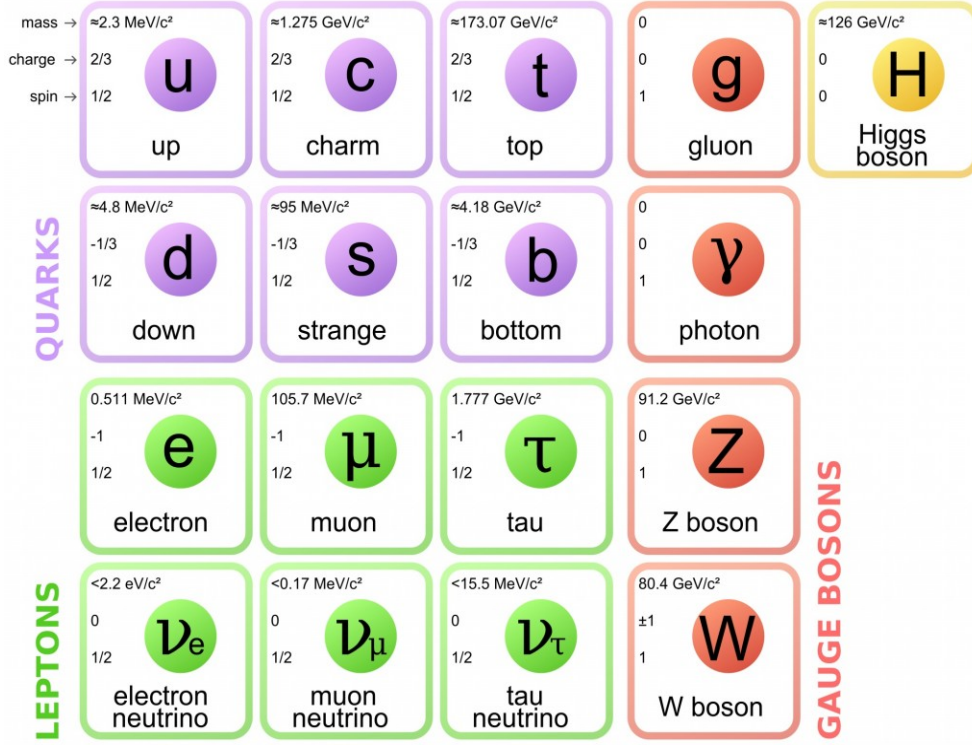 mass → ≈2.3 MeV/c²
charge → 2/3
spin → 1/2
u
up
≈1.275 GeV/c²
2/3
1/2
c
charm
≈173.07 GeV/c²
2/3
1/2
t
top
0
0
1
g
gluon
≈126 GeV/c²
0
0
H
Higgs
boson
QUARKS
≈4.8 MeV/c²
-1/3
1/2
d
down
≈95 MeV/c²
-1/3
1/2
s
strange
≈4.18 GeV/c²
-1/3
1/2
b
bottom
0
0
1
γ
photon
LEPTONS
0.511 MeV/c²
-1
1/2
e
electron
105.7 MeV/c²
-1
1/2
μ
muon
1.777 GeV/c²
-1
1/2
τ
tau
91.2 GeV/c²
0
1
Z
Z boson
<2.2 eV/c²
0
1/2
νe
electron
neutrino
<0.17 MeV/c²
0
1/2
νμ
muon
neutrino
<15.5 MeV/c²
0
1/2
ντ
tau
neutrino
80.4 GeV/c²
±1
1
W
W boson
GAUGE BOSONS